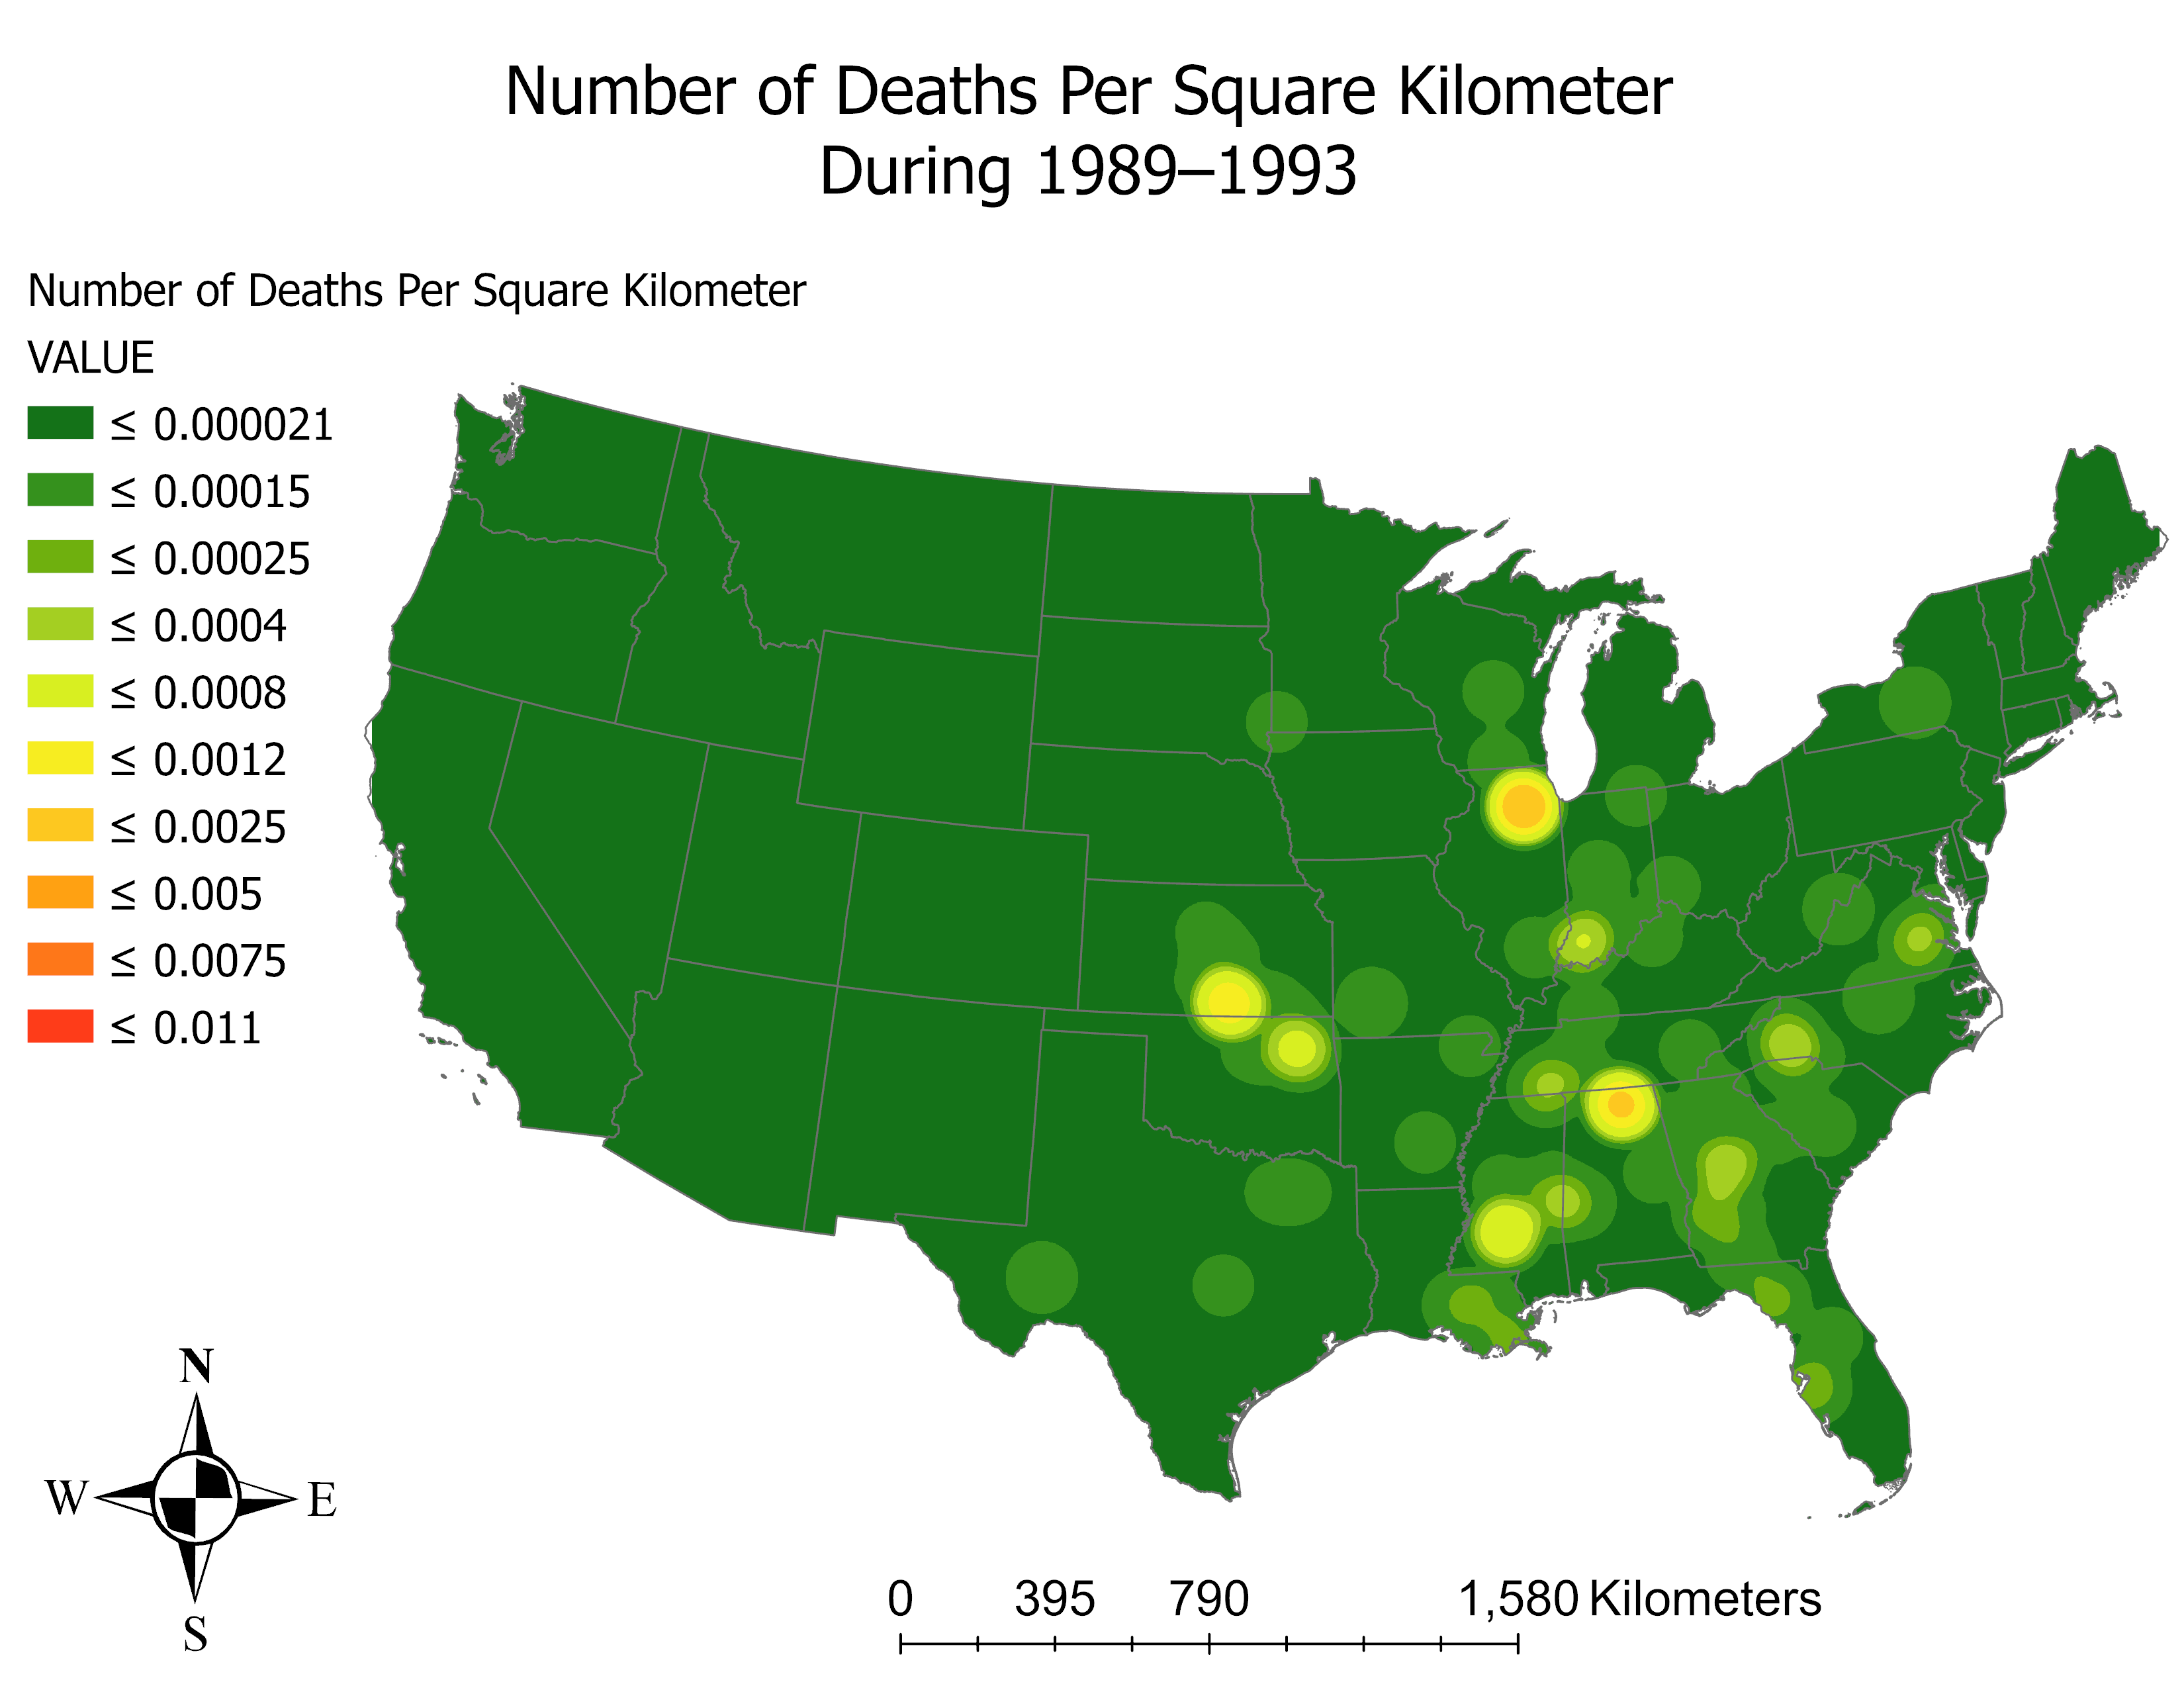 Number of Deaths Per Square Kilometer
During 1989–1993
Number of Deaths Per Square Kilometer
VALUE
≤ 0.000021
≤ 0.00015
≤ 0.00025
≤ 0.0004
≤ 0.0008
≤ 0.0012
≤ 0.0025
≤ 0.005
≤ 0.0075
≤ 0.011
N
W E
S
0 395 790 1,580 Kilometers